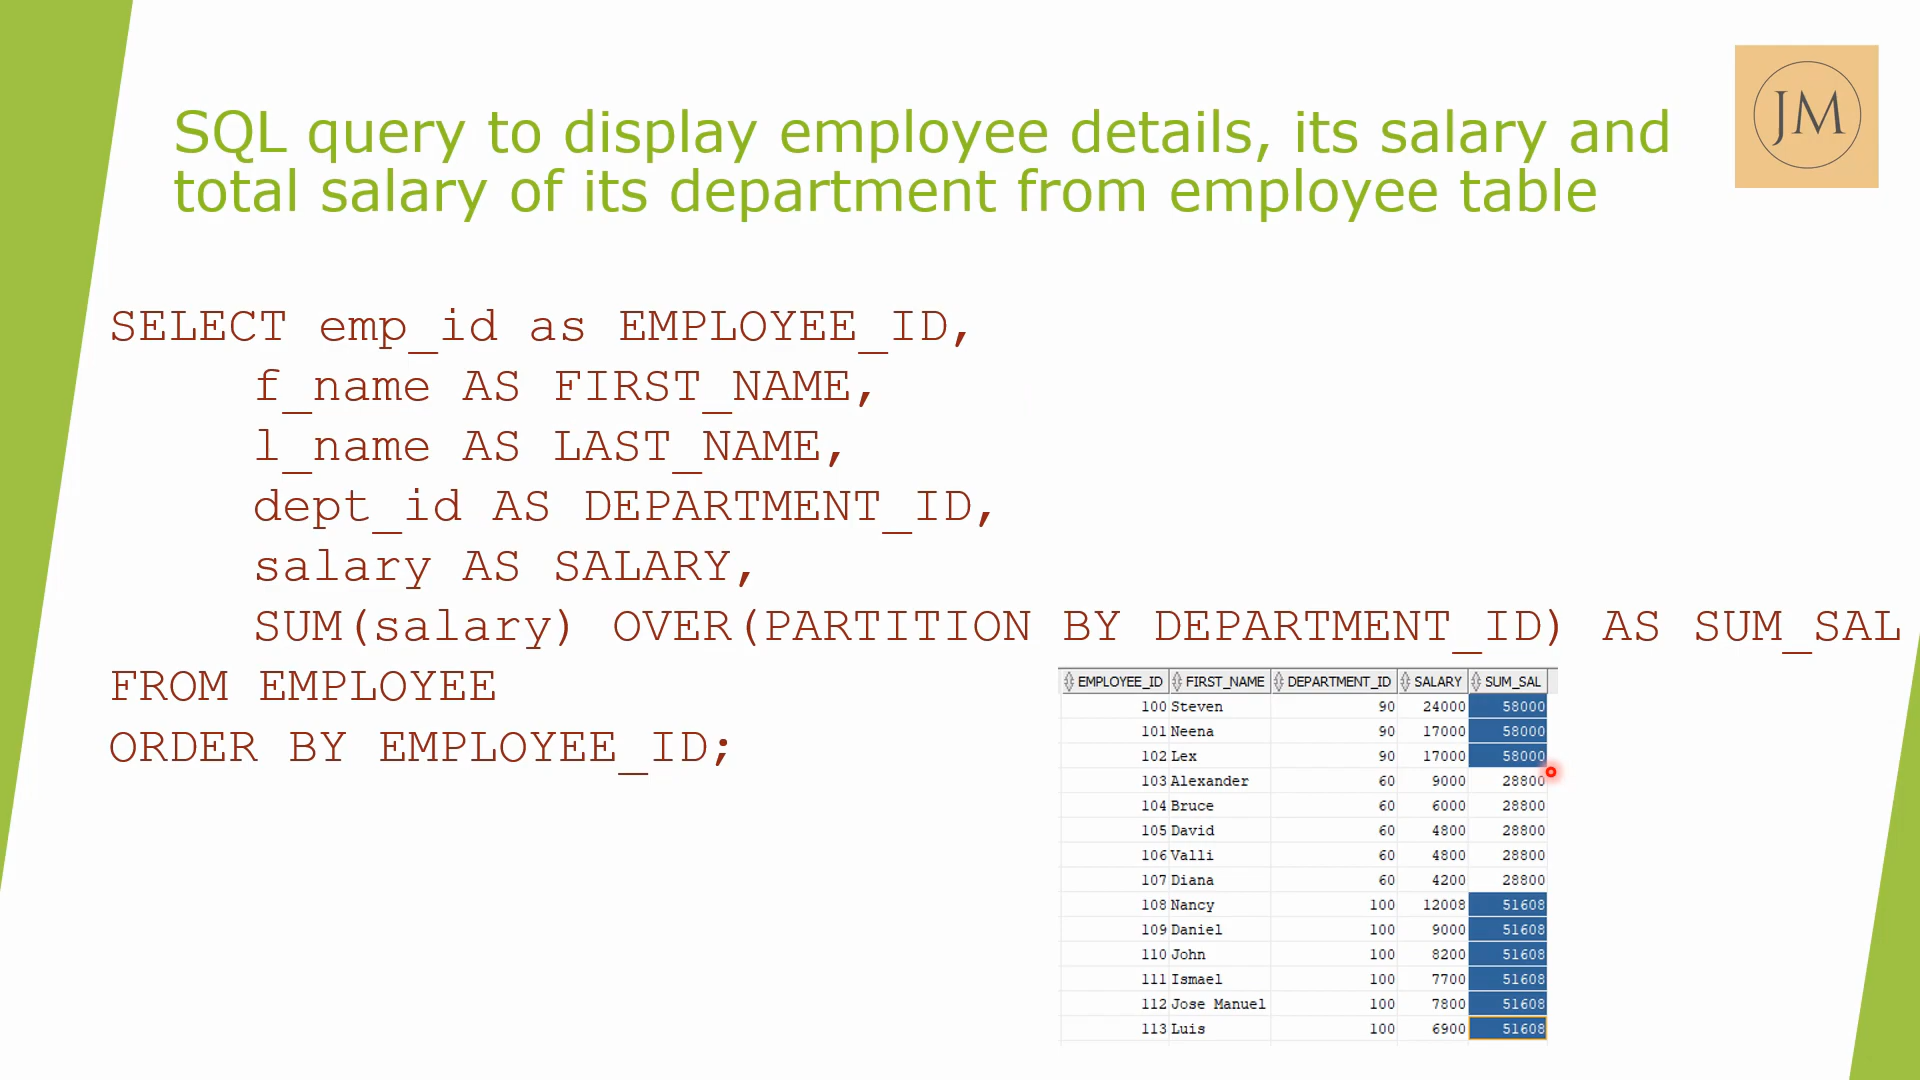 JM
SQL query to display employee details, its salary and
total salary of its department from employee table
SELECT emp_id as EMPLOYEE_ID,
f_name AS FIRST_NAME,
l_name AS LAST_NAME,
dept_id AS DEPARTMENT_ID,
salary AS SALARY,
SUM(salary) OVER(PARTITION BY DEPARTMENT_ID) AS SUM_SAL
FROM EMPLOYEE
ORDER BY EMPLOYEE_ID;
EMPLOYEE_ID FIRST_NAME DEPARTMENT_ID SALARY SUM_SAL
100 Steven 90 24000 58000
101 Neena 90 17000 58000
102 Lex 90 17000 58000
103 Alexander 60 9000 28800
104 Bruce 60 6000 28800
105 David 60 4800 28800
106 Valli 60 4800 28800
107 Diana 60 4200 28800
108 Nancy 100 12008 51608
109 Daniel 100 9000 51608
110 John 100 8200 51608
111 Ismael 100 7700 51608
112 Jose Manuel 100 7800 51608
113 Luis 100 6900 51608